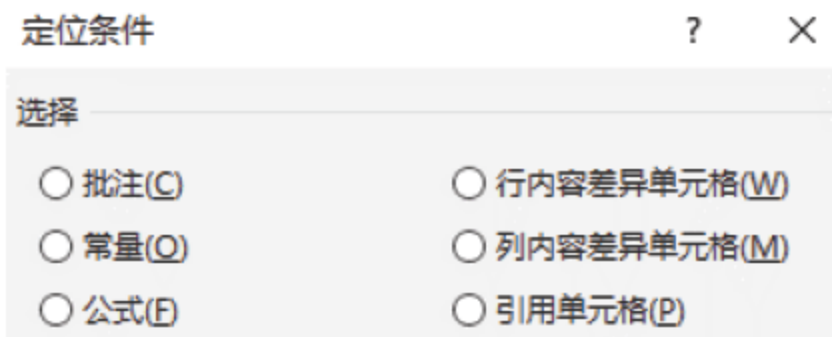 定位条件 ? ×
选择
批注(C) 行内容差异单元格(W)
常量(O) 列内容差异单元格(M)
公式(F) 引用单元格(P)